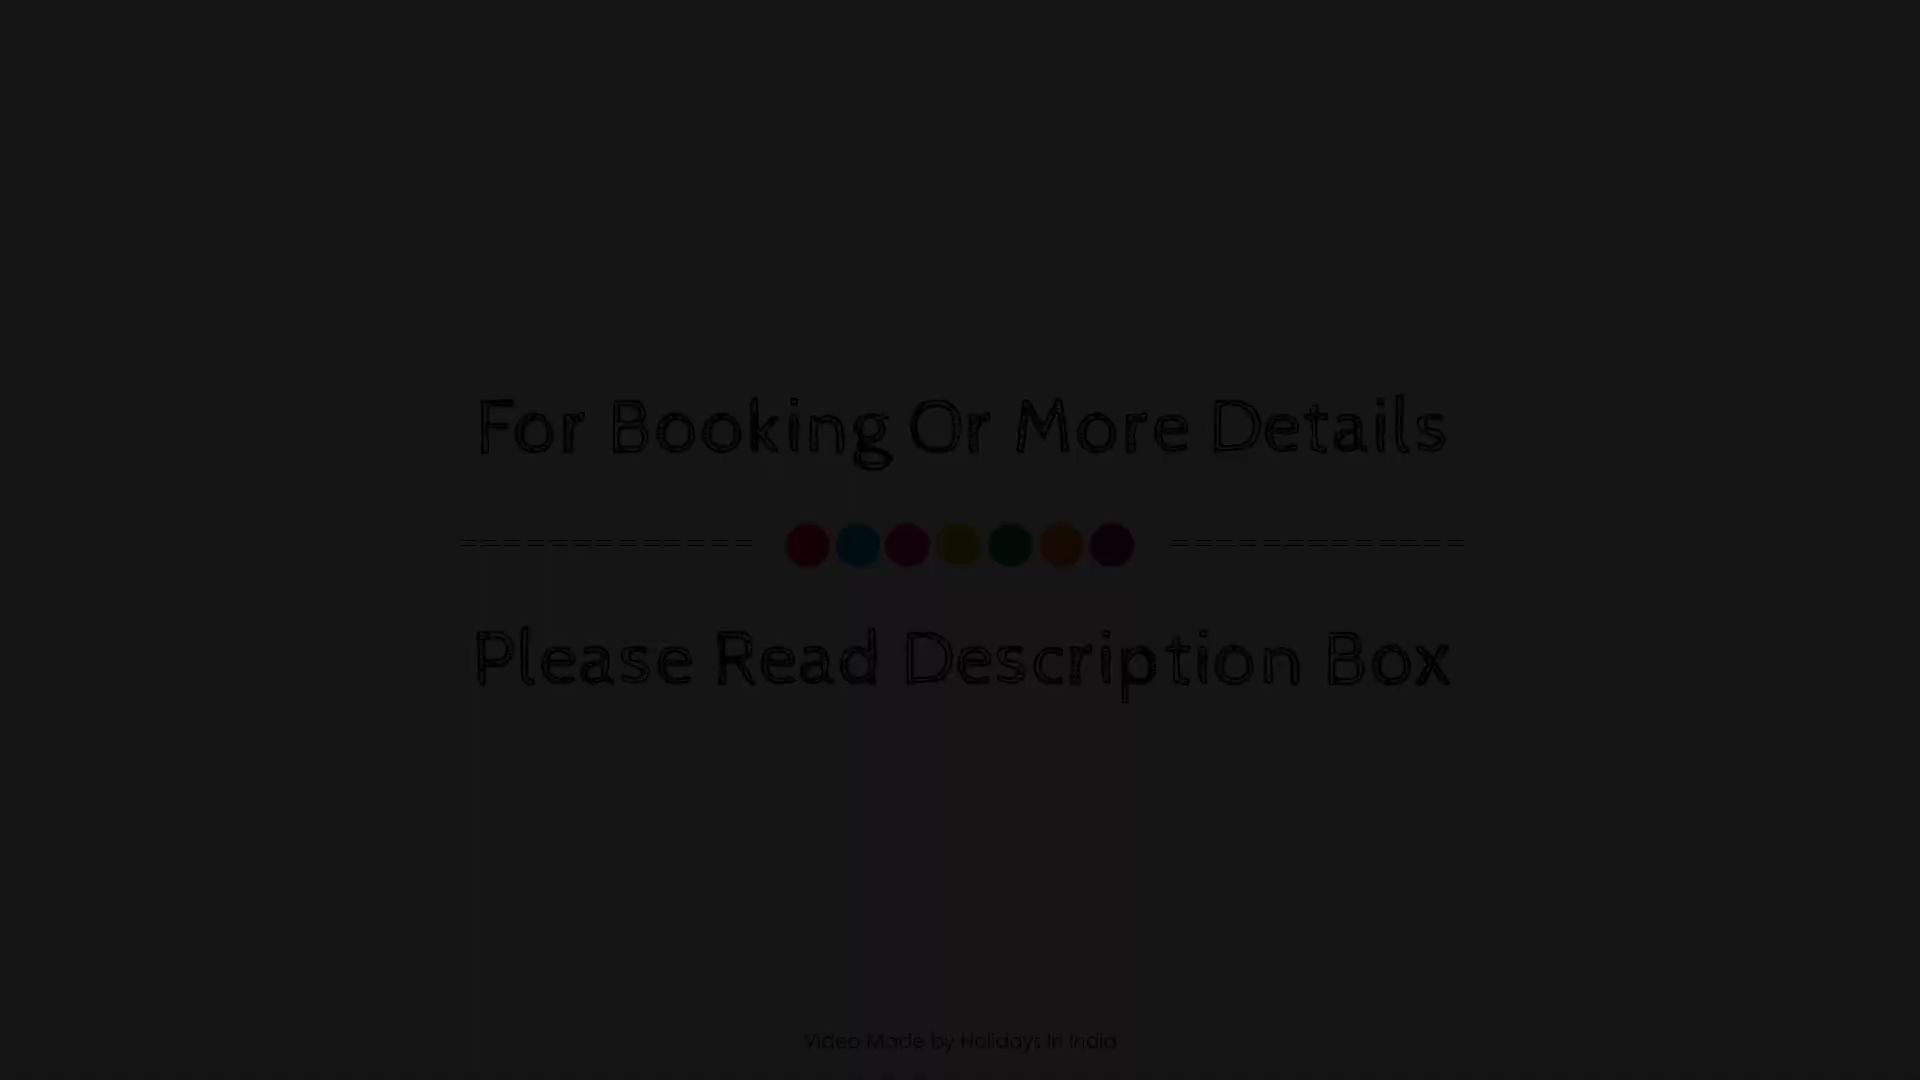 For Booking Or More Details
============= =============
Please Read Description Box
Video Made by Holidays In India